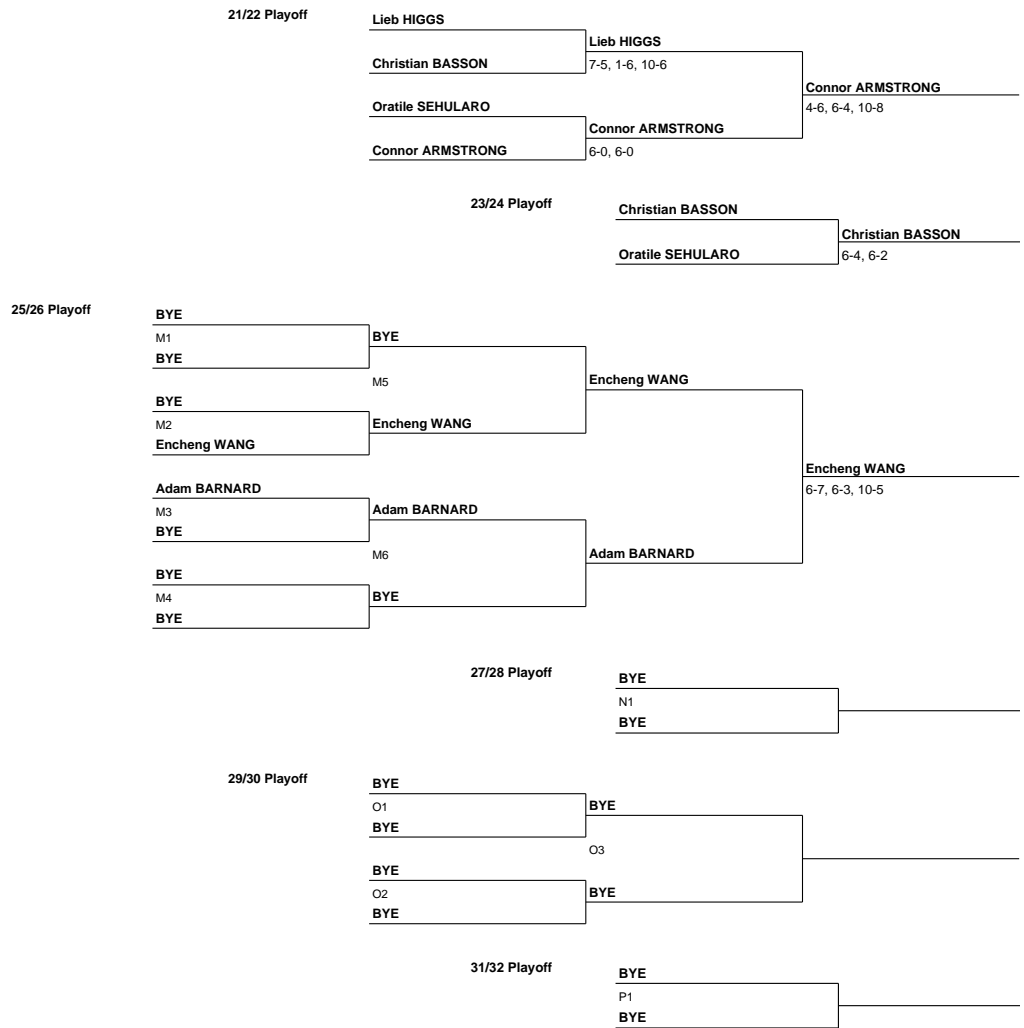 21/22 Playoff
Lieb HIGGS
Lieb HIGGS
Christian BASSON
7-5, 1-6, 10-6
Connor ARMSTRONG
Oratile SEHULARO
4-6, 6-4, 10-8
Connor ARMSTRONG
Connor ARMSTRONG
6-0, 6-0
23/24 Playoff
Christian BASSON
Christian BASSON
Oratile SEHULARO
6-4, 6-2
25/26 Playoff
BYE
M1
BYE
BYE
M5
Encheng WANG
BYE
M2
Encheng WANG
Encheng WANG
Encheng WANG
Adam BARNARD
6-7, 6-3, 10-5
M3
Adam BARNARD
BYE
M6
Adam BARNARD
BYE
M4
BYE
BYE
27/28 Playoff
BYE
N1
BYE
29/30 Playoff
BYE
O1
BYE
BYE
O3
BYE
O2
BYE
BYE
31/32 Playoff
BYE
P1
BYE